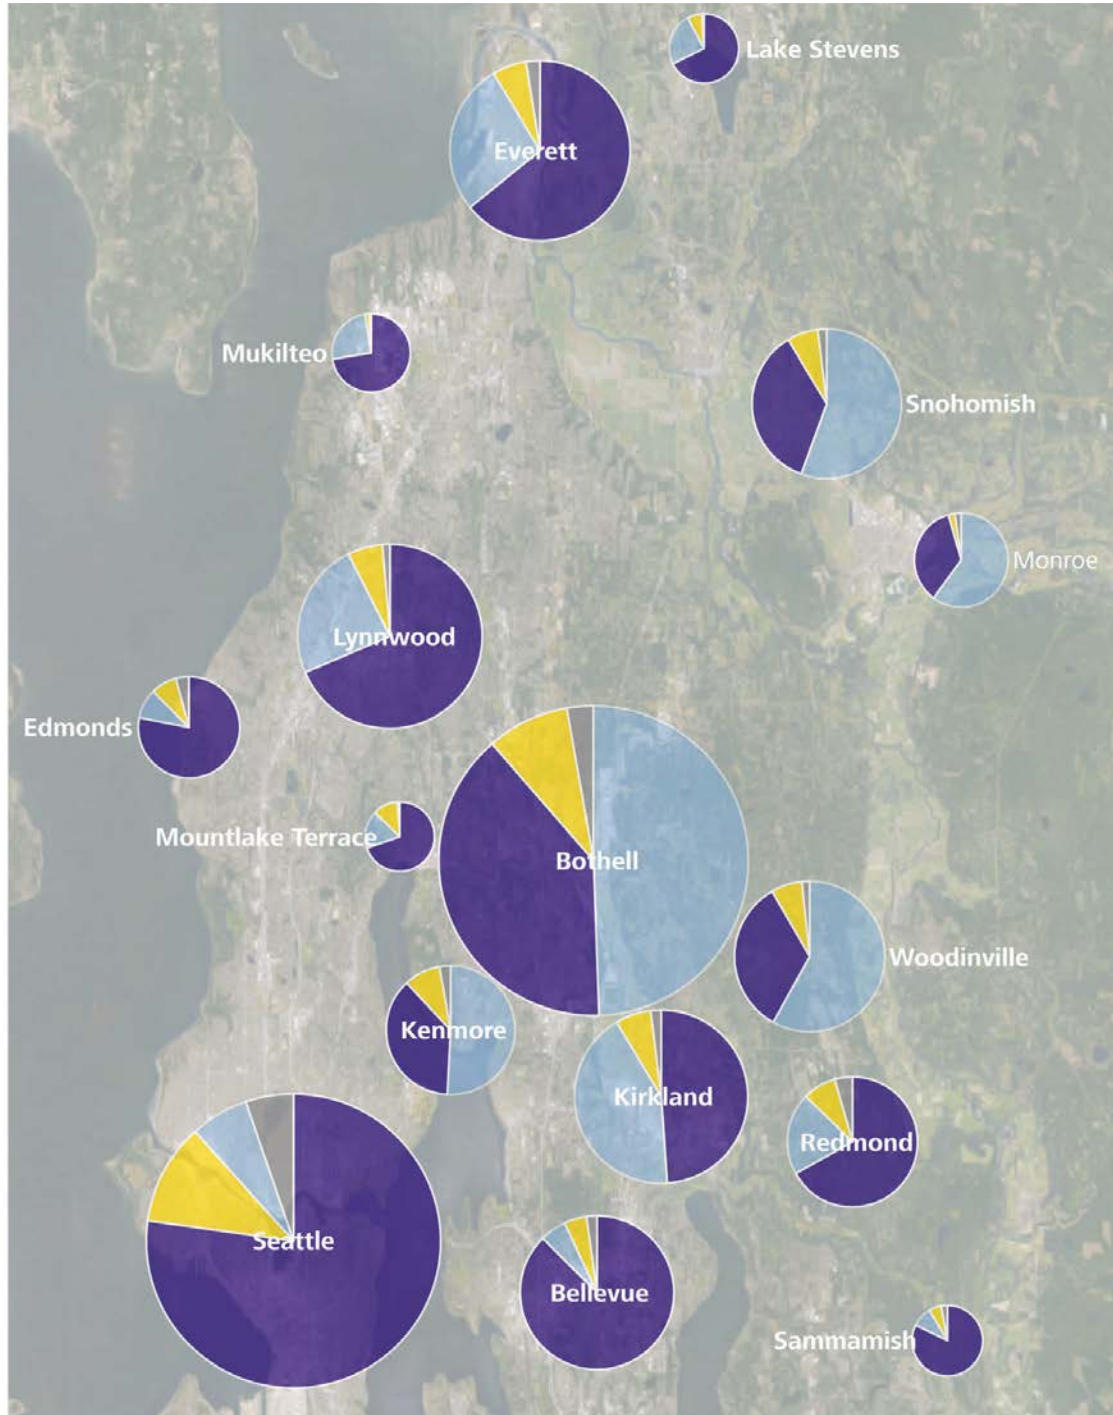 Lake Stevens
Everett
Mukilteo
Snohomish
Monroe
Lynnwood
Edmonds
Mountlake Terrace
Bothell
Woodinville
Kenmore
Kirkland
Redmond
Seattle
Bellevue
Sammamish